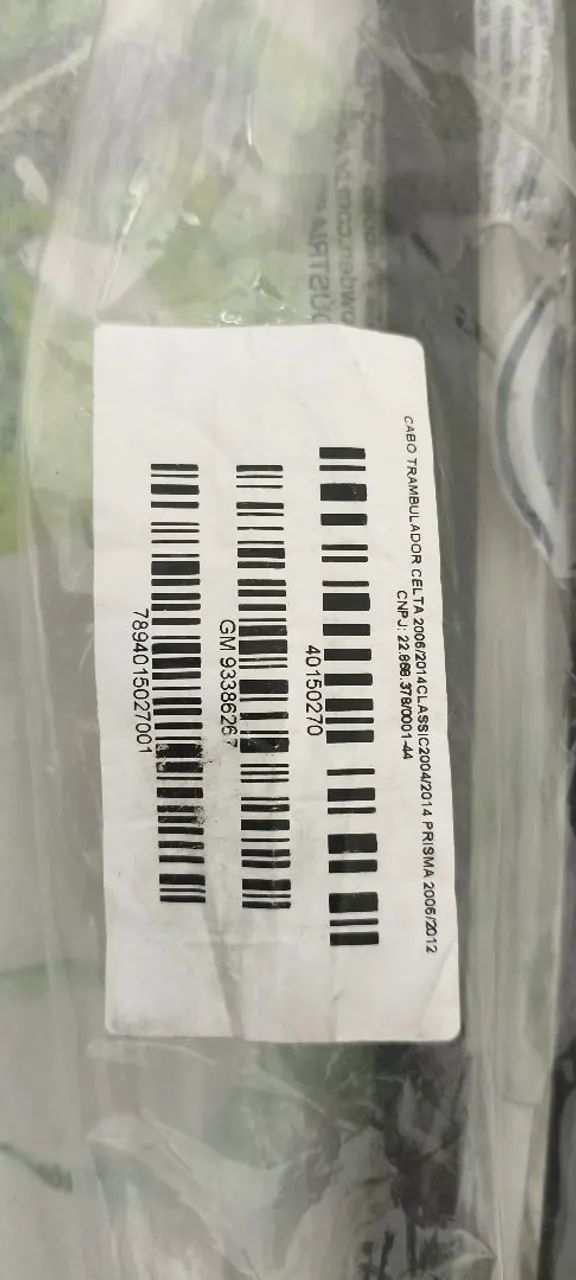 CABO TRAMBULADOR CELTA 2006/2014CLASSIC2004/2014 PRISMA 2006/2012
CNPJ: 22.868.378/0001-44
40150270
GM 93386267
7894015027001